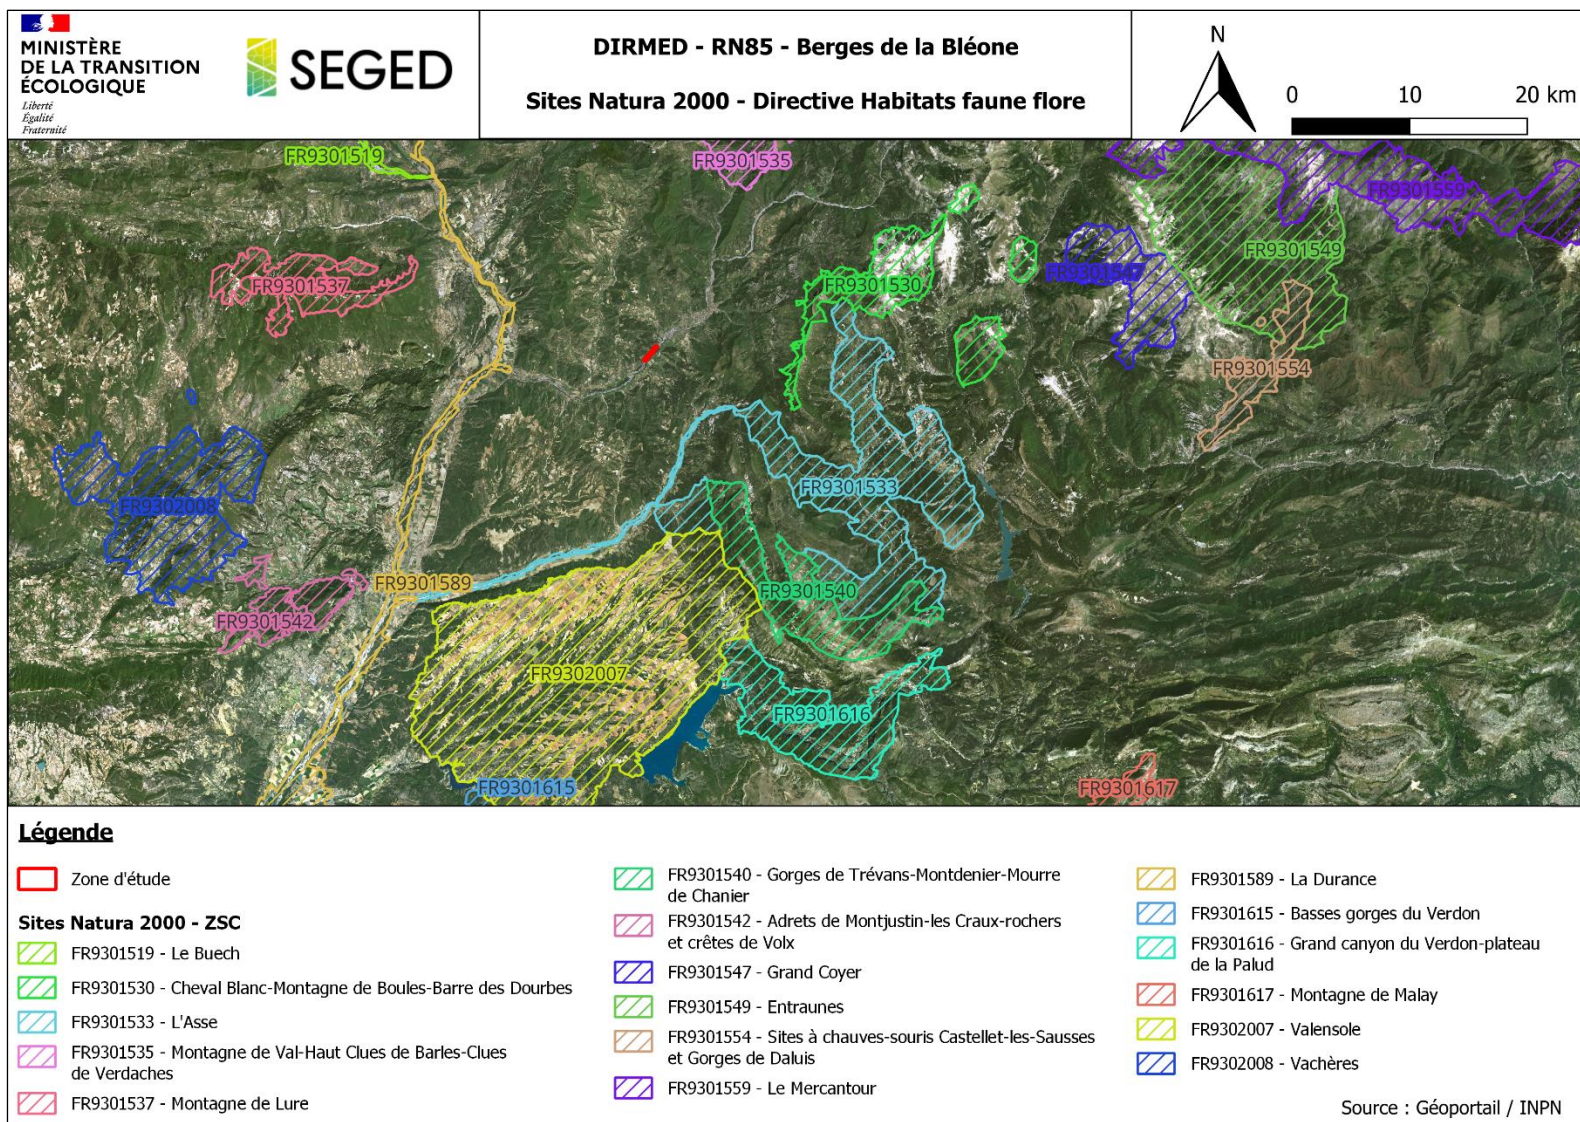 MINISTÈRE
DE LA TRANSITION
ÉCOLOGIQUE
Liberté
Égalité
Fraternité
SEGED
DIRMED - RN85 - Berges de la Bléone
Sites Natura 2000 - Directive Habitats faune flore
N
0 10 20 km
FR9301519
FR9301535
FR9301559
FR9301549
FR9301547
FR9301537
FR9301530
FR9301554
FR9301533
FR9302008
FR9301589
FR9301540
FR9301542
FR9302007
FR9301616
FR9301615
FR9301617
Légende
Zone d'étude
Sites Natura 2000 - ZSC
FR9301519 - Le Buech
FR9301530 - Cheval Blanc-Montagne de Boules-Barre des Dourbes
FR9301533 - L'Asse
FR9301535 - Montagne de Val-Haut Clues de Barles-Clues
de Verdaches
FR9301537 - Montagne de Lure
FR9301540 - Gorges de Trévans-Montdenier-Mourre
de Chanier
FR9301542 - Adrets de Montjustin-les Craux-rochers
et crêtes de Volx
FR9301547 - Grand Coyer
FR9301549 - Entraunes
FR9301554 - Sites à chauves-souris Castellet-les-Sausses
et Gorges de Daluis
FR9301559 - Le Mercantour
FR9301589 - La Durance
FR9301615 - Basses gorges du Verdon
FR9301616 - Grand canyon du Verdon-plateau
de la Palud
FR9301617 - Montagne de Malay
FR9302007 - Valensole
FR9302008 - Vachères
Source : Géoportail / INPN